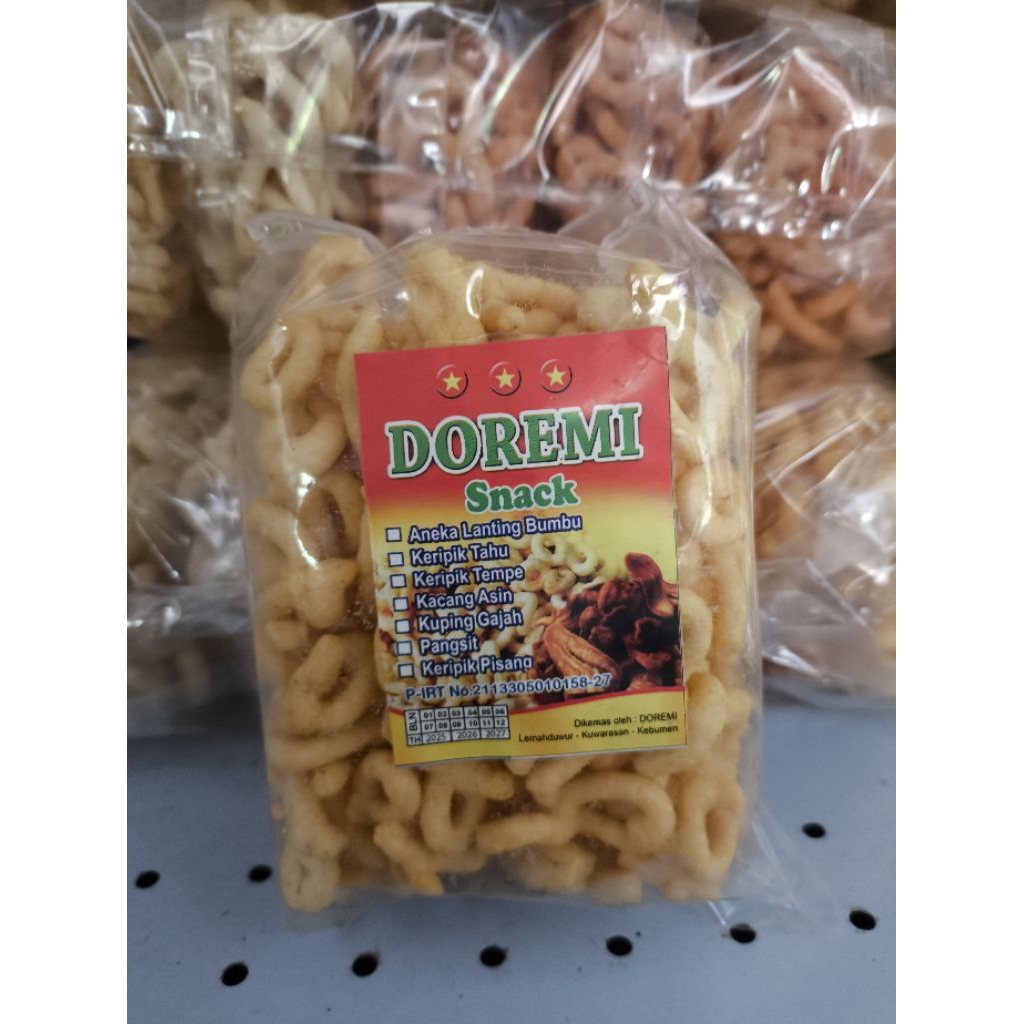 DOREMI
Snack
Aneka Lanting Bumbu
Keripik Tahu
Keripik Tempe
Kacang Asin
Kuping Gajah
Pangsit
Keripik Pisang
P-IRT No.2113305010158-27
BLN 01 02 03 04 05 06
07 08 09 10 11 12
TH 2025 2026 2027
Dikemas oleh : DOREMI
Lemahduwur - Kuwarasan - Kebumen